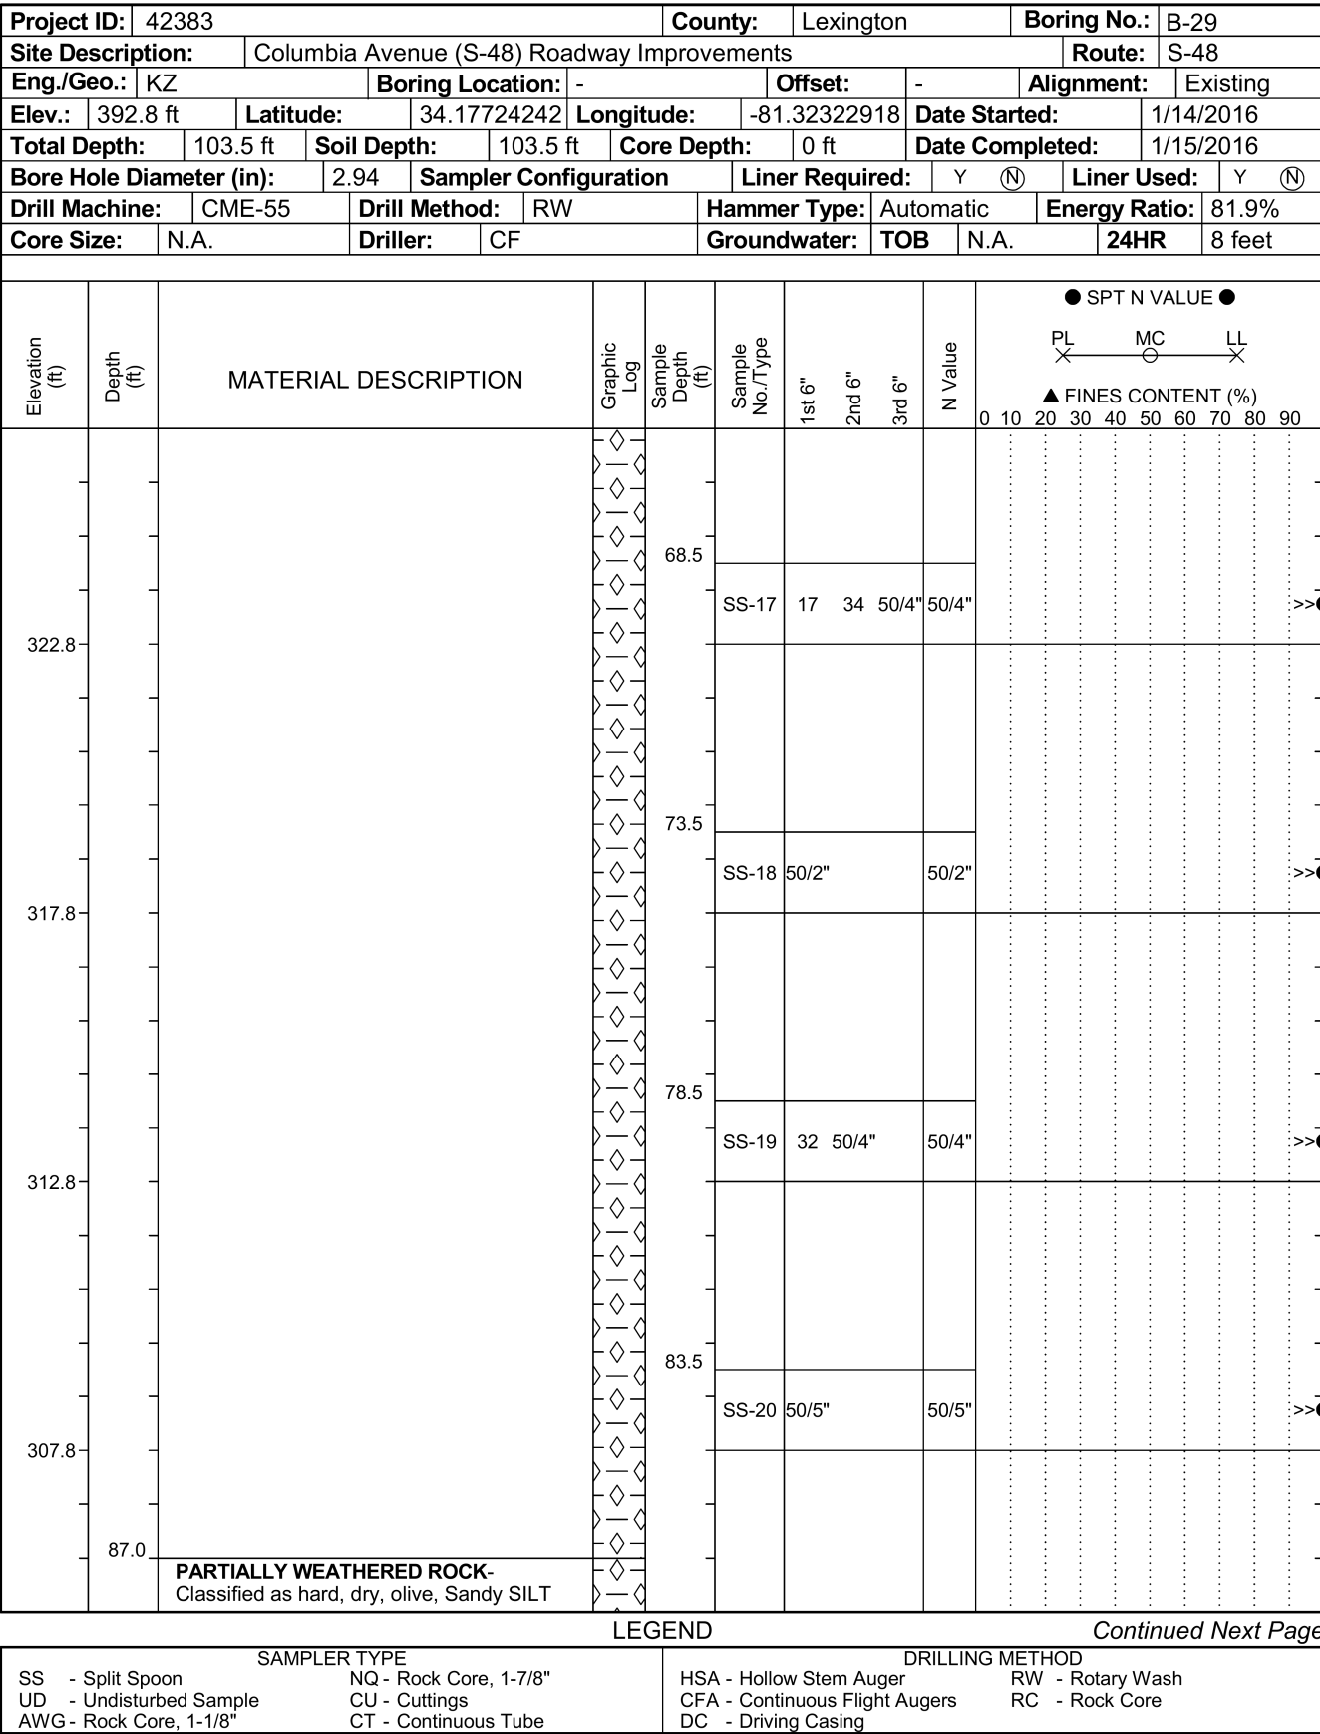 Project ID: 42383 County: Lexington Boring No.: B-29
Site Description: Columbia Avenue (S-48) Roadway Improvements Route: S-48
Eng./Geo.: KZ Boring Location: - Offset: - Alignment: Existing
Elev.: 392.8 ft Latitude: 34.17724242 Longitude: -81.32322918 Date Started: 1/14/2016
Total Depth: 103.5 ft Soil Depth: 103.5 ft Core Depth: 0 ft Date Completed: 1/15/2016
Bore Hole Diameter (in): 2.94 Sampler Configuration Liner Required: Y N Liner Used: Y N
Drill Machine: CME-55 Drill Method: RW Hammer Type: Automatic Energy Ratio: 81.9%
Core Size: N.A. Driller: CF Groundwater: TOB N.A. 24HR 8 feet
Elevation (ft) Depth (ft) MATERIAL DESCRIPTION Graphic Log Sample Depth (ft) Sample No./Type 1st 6" 2nd 6" 3rd 6" N Value
● SPT N VALUE ●
PL MC LL
▲ FINES CONTENT (%)
0 10 20 30 40 50 60 70 80 90
68.5
SS-17 17 34 50/4" 50/4" >>
322.8
73.5
SS-18 50/2" 50/2" >>
317.8
78.5
SS-19 32 50/4" 50/4" >>
312.8
83.5
SS-20 50/5" 50/5" >>
307.8
87.0
PARTIALLY WEATHERED ROCK-
Classified as hard, dry, olive, Sandy SILT
LEGEND Continued Next Page
SAMPLER TYPE DRILLING METHOD
SS - Split Spoon NQ - Rock Core, 1-7/8" HSA - Hollow Stem Auger RW - Rotary Wash
UD - Undisturbed Sample CU - Cuttings CFA - Continuous Flight Augers RC - Rock Core
AWG - Rock Core, 1-1/8" CT - Continuous Tube DC - Driving Casing